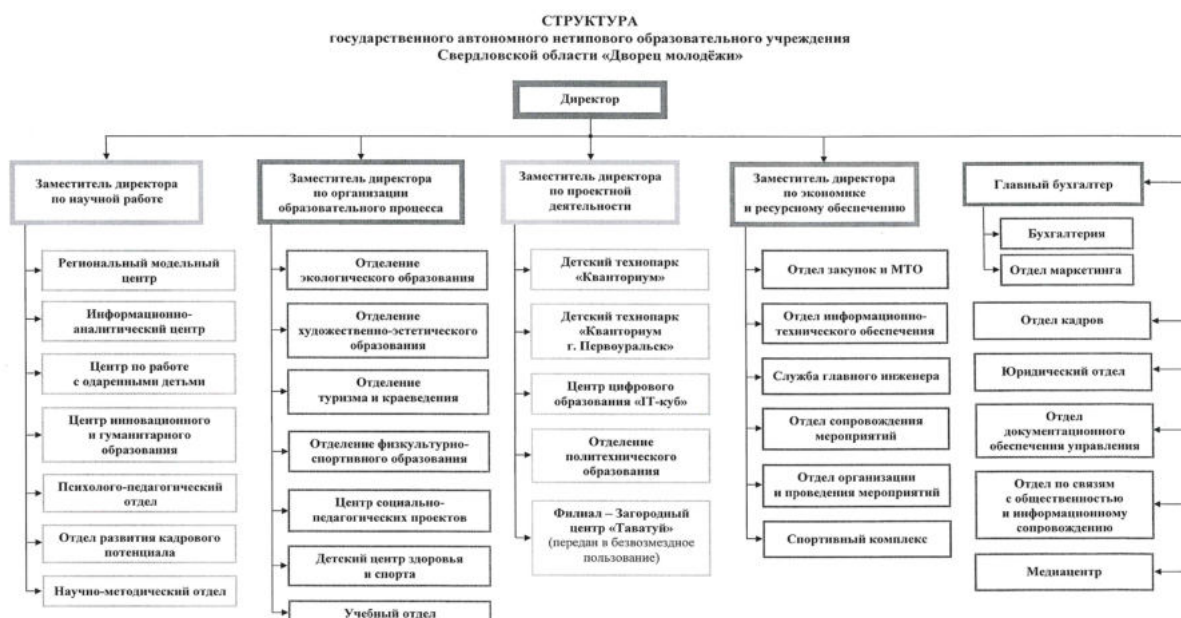 СТРУКТУРА
государственного автономного нетипового образовательного учреждения
Свердловской области «Дворец молодёжи»
Директор
Заместитель директора
по научной работе
Региональный модельный
центр
Информационно-
аналитический центр
Центр по работе
с одаренными детьми
Центр инновационного
и гуманитарного
образования
Психолого-педагогический
отдел
Отдел развития кадрового
потенциала
Научно-методический отдел
Заместитель директора
по организации
образовательного процесса
Отделение
экологического образования
Отделение
художественно-эстетического
образования
Отделение
туризма и краеведения
Отделение физкультурно-
спортивного образования
Центр социально-
педагогических проектов
Детский центр здоровья
и спорта
Учебный отдел
Заместитель директора
по проектной
деятельности
Детский технопарк
«Кванториум»
Детский технопарк
«Кванториум
г. Первоуральск»
Центр цифрового
образования «IT-куб»
Отделение
политехнического
образования
Филиал – Загородный
центр «Таватуй»
(передан в безвозмездное
пользование)
Заместитель директора
по экономике
и ресурсному обеспечению
Отдел закупок и МТО
Отдел информационно-
технического обеспечения
Служба главного инженера
Отдел сопровождения
мероприятий
Отдел организации
и проведения мероприятий
Спортивный комплекс
Главный бухгалтер
Бухгалтерия
Отдел маркетинга
Отдел кадров
Юридический отдел
Отдел
документационного
обеспечения управления
Отдел по связям
с общественностью
и информационному
сопровождению
Медиацентр